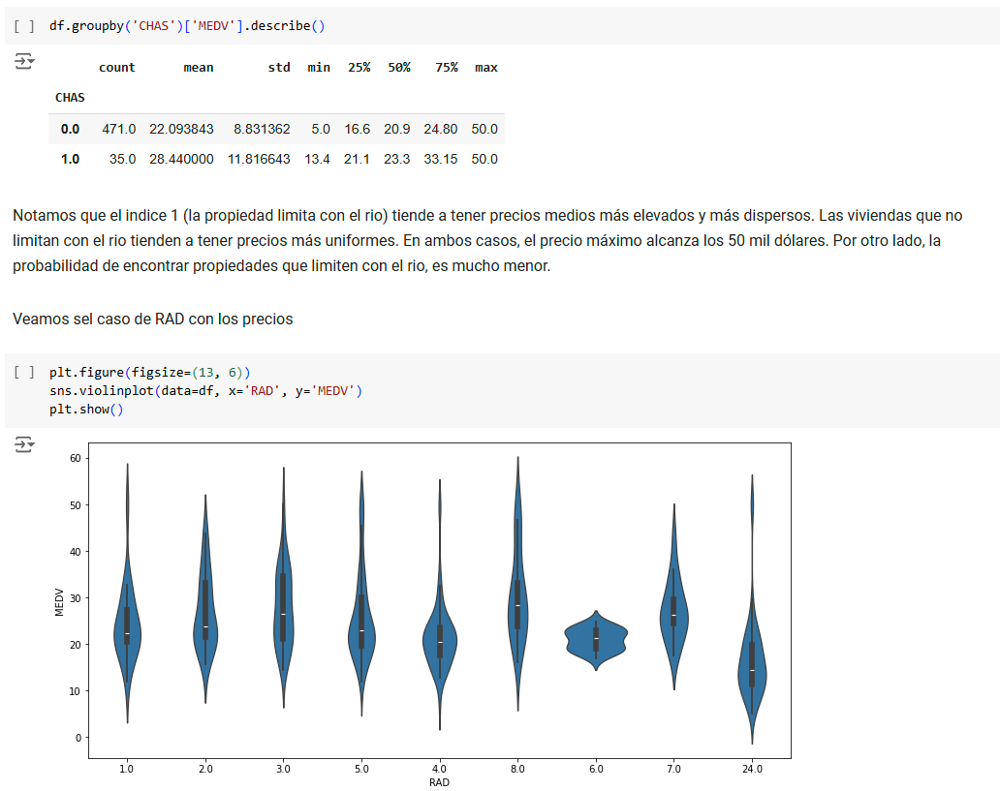 [ ] df.groupby('CHAS')['MEDV'].describe()
count mean std min 25% 50% 75% max
CHAS
0.0 471.0 22.093843 8.831362 5.0 16.6 20.9 24.80 50.0
1.0 35.0 28.440000 11.816643 13.4 21.1 23.3 33.15 50.0
Notamos que el indice 1 (la propiedad limita con el rio) tiende a tener precios medios más elevados y más dispersos. Las viviendas que no
limitan con el rio tienden a tener precios más uniformes. En ambos casos, el precio máximo alcanza los 50 mil dólares. Por otro lado, la
probabilidad de encontrar propiedades que limiten con el rio, es mucho menor.
Veamos sel caso de RAD con los precios
[ ] plt.figure(figsize=(13, 6))
sns.violinplot(data=df, x='RAD', y='MEDV')
plt.show()
60
50
40
30
20
10
0
MEDV
1.0 2.0 3.0 5.0 4.0 8.0 6.0 7.0 24.0
RAD